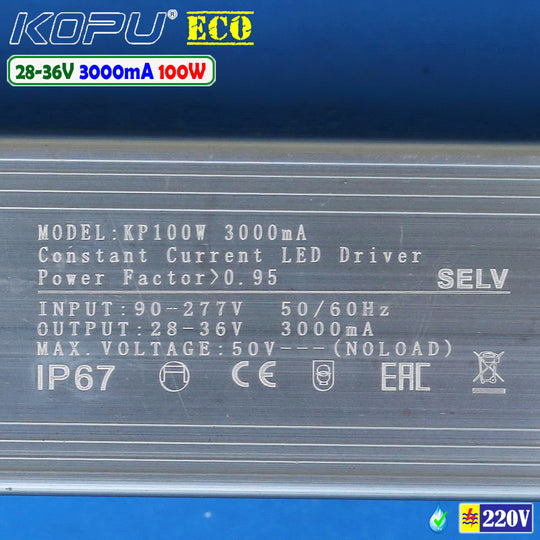 KOPU® ECO
28-36V 3000mA 100W
MODEL:KP100W 3000mA
Constant Current LED Driver
Power Factor>0.95
SELV
INPUT:90-277V 50/60Hz
OUTPUT:28-36V 3000mA
MAX.VOLTAGE:50V---(NOLOAD)
IP67 CE EAC
220V